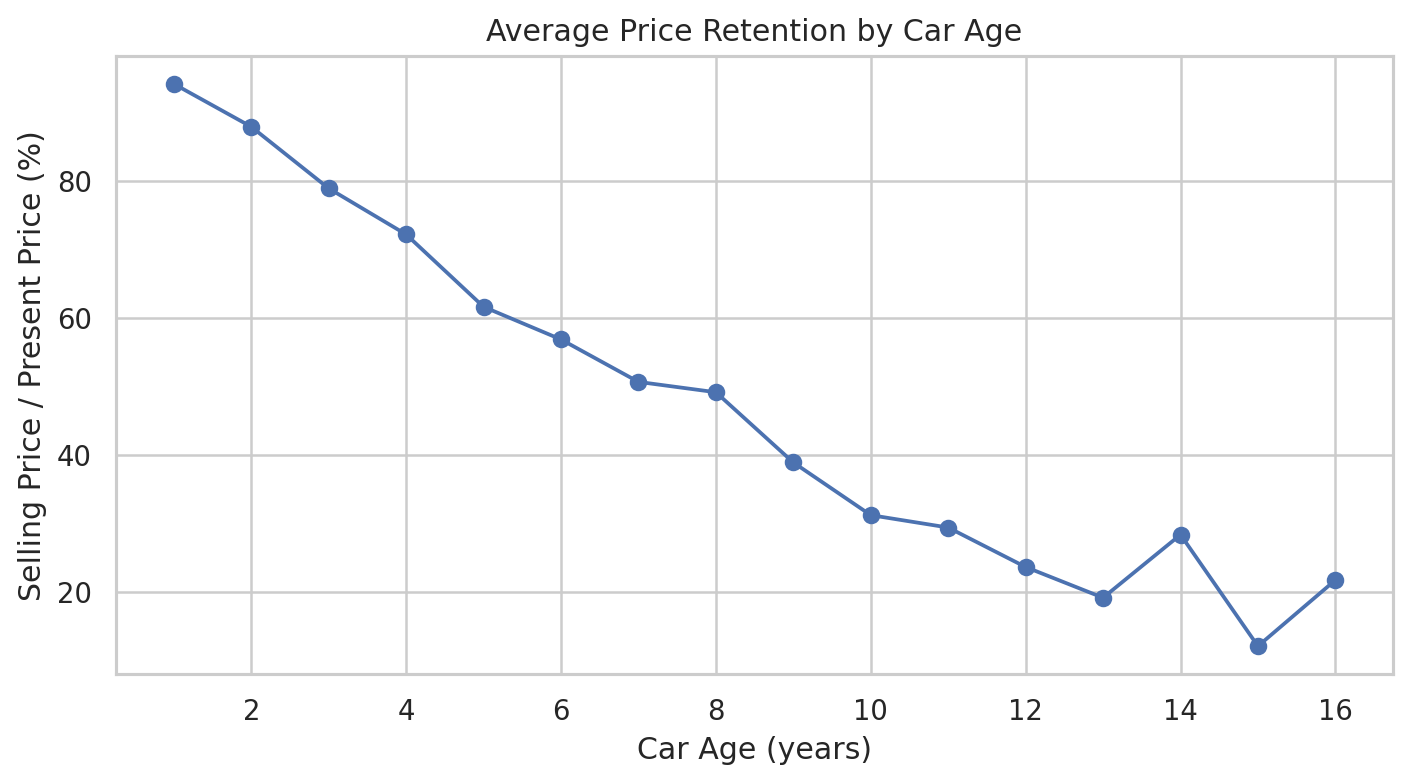 Average Price Retention by Car Age
Selling Price / Present Price (%)
80
60
40
20
2 4 6 8 10 12 14 16
Car Age (years)